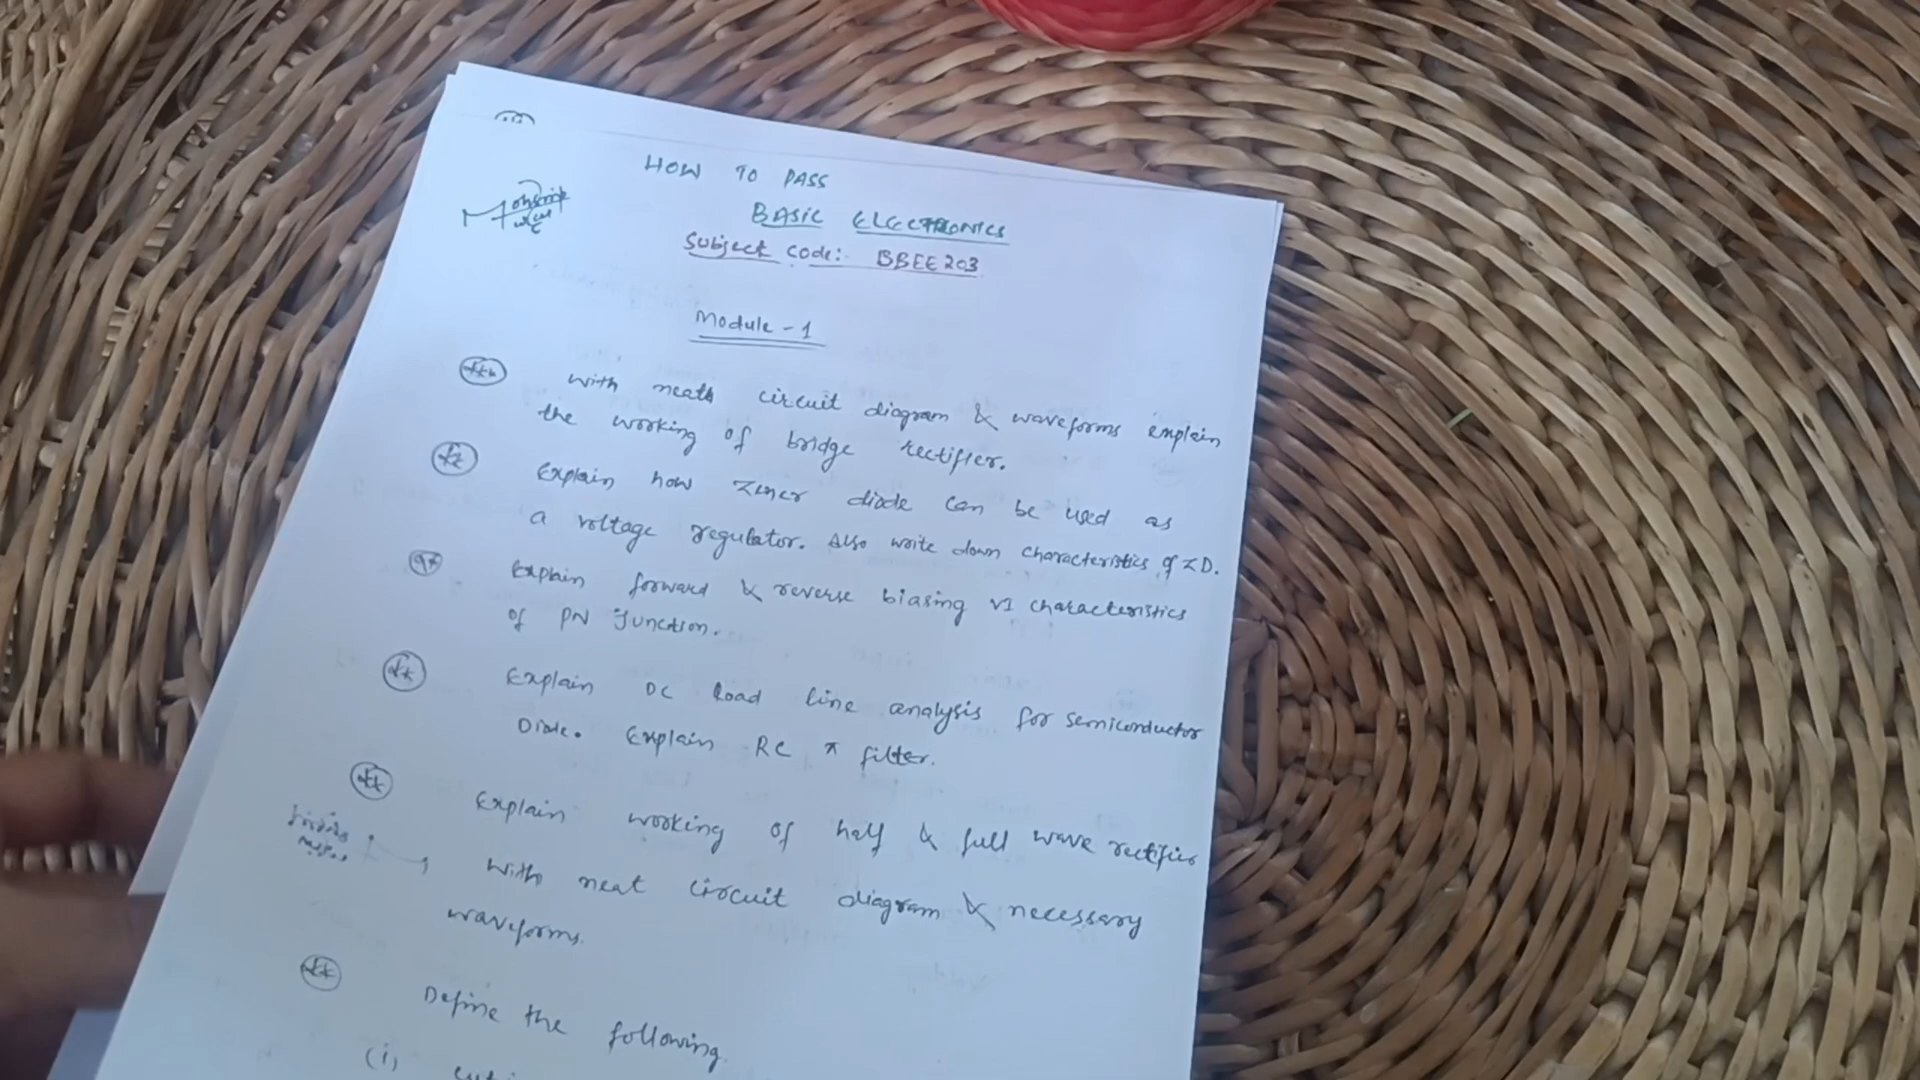 HOW TO PASS
BASIC ELECTRONICS
Subject Code:- BBEE203
Module - 1
With neat circuit diagram & waveforms explain
the working of bridge rectifier.
Explain how Zener diode can be used as
a voltage regulator. Also write down characteristics of ZD.
Explain forward & reverse biasing VI characteristics
of PN Junction.
Explain DC load line analysis for semiconductor
Diode. Explain RC π filter.
Explain working of half & full wave rectifier
with neat circuit diagram & necessary
waveforms.
Define the following.
(i)